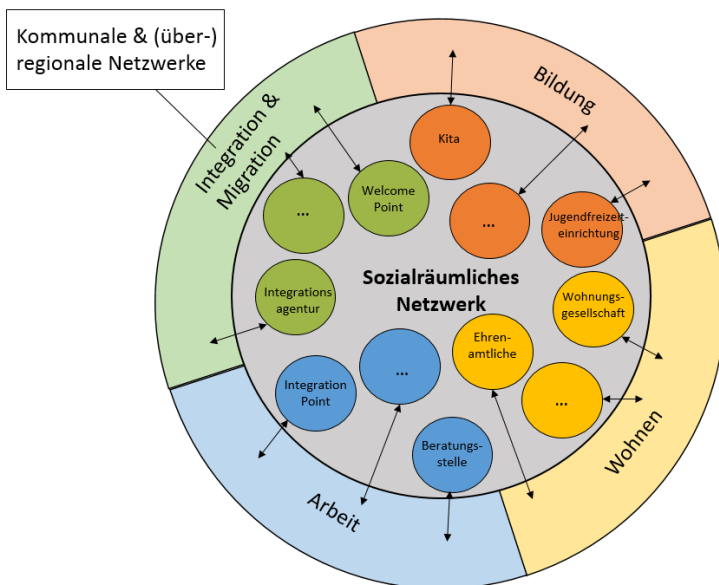 Kommunale & (über-)
regionale Netzwerke
Integration &
Migration
Bildung
Kita
Welcome
Point
...
...
Jugendfreizeit-
einrichtung
Sozialräumliches
Netzwerk
Integrations
agentur
Wohnungs-
gesellschaft
Ehren-
amtliche
...
Integration
Point
...
Beratungs-
stelle
Wohnen
Arbeit